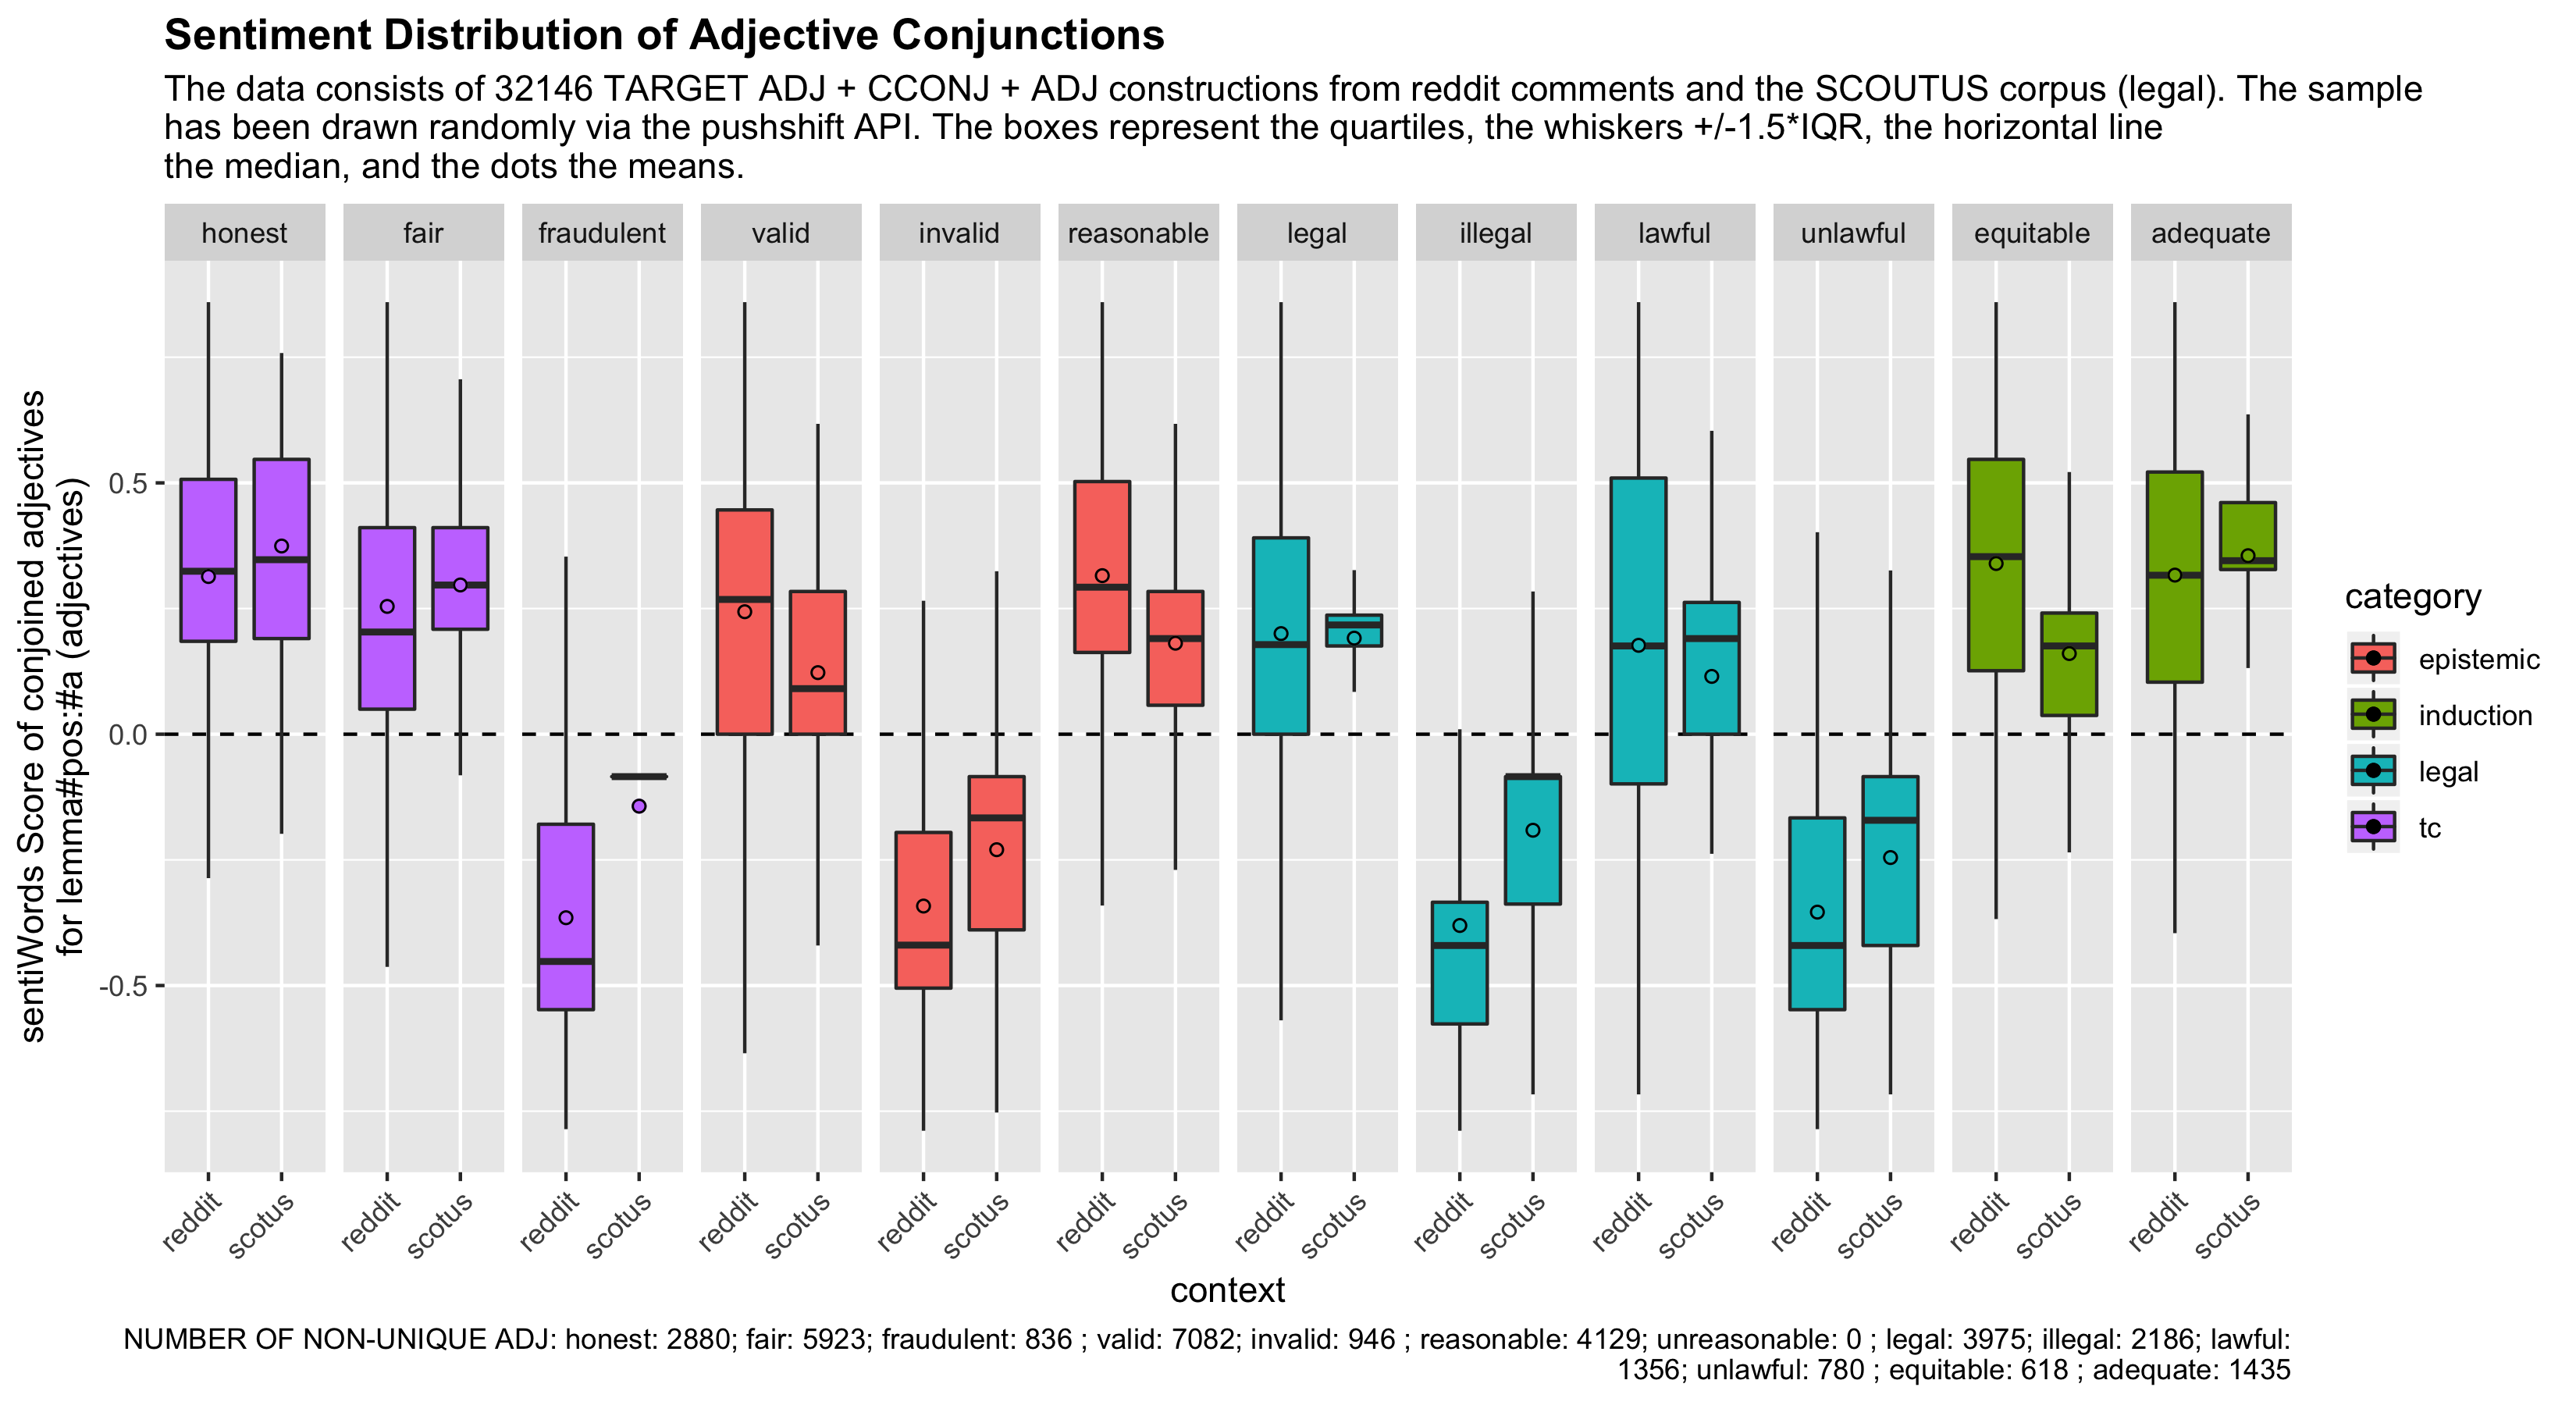 Sentiment Distribution of Adjective Conjunctions
The data consists of 32146 TARGET ADJ + CCONJ + ADJ constructions from reddit comments and the SCOUTUS corpus (legal). The sample
has been drawn randomly via the pushshift API. The boxes represent the quartiles, the whiskers +/-1.5*IQR, the horizontal line
the median, and the dots the means.
honest fair fraudulent valid invalid reasonable legal illegal lawful unlawful equitable adequate
sentiWords Score of conjoined adjectives
for lemma#pos:#a (adjectives)
0.5
0.0
-0.5
category
epistemic
induction
legal
tc
reddit scotus reddit scotus reddit scotus reddit scotus reddit scotus reddit scotus reddit scotus reddit scotus reddit scotus reddit scotus reddit scotus reddit scotus
context
NUMBER OF NON-UNIQUE ADJ: honest: 2880; fair: 5923; fraudulent: 836 ; valid: 7082; invalid: 946 ; reasonable: 4129; unreasonable: 0 ; legal: 3975; illegal: 2186; lawful:
1356; unlawful: 780 ; equitable: 618 ; adequate: 1435